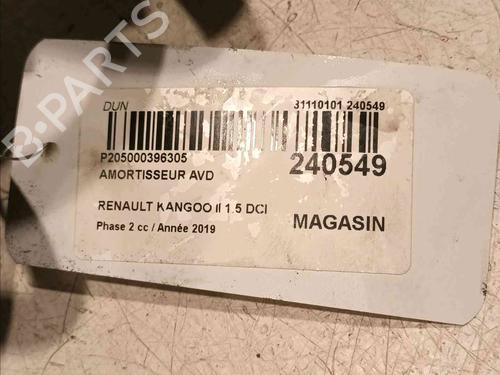 B-PARTS
DUN 31110101 240549
P205000396305 240549
AMORTISSEUR AVD
RENAULT KANGOO II 1.5 DCI
Phase 2 cc / Année 2019 MAGASIN